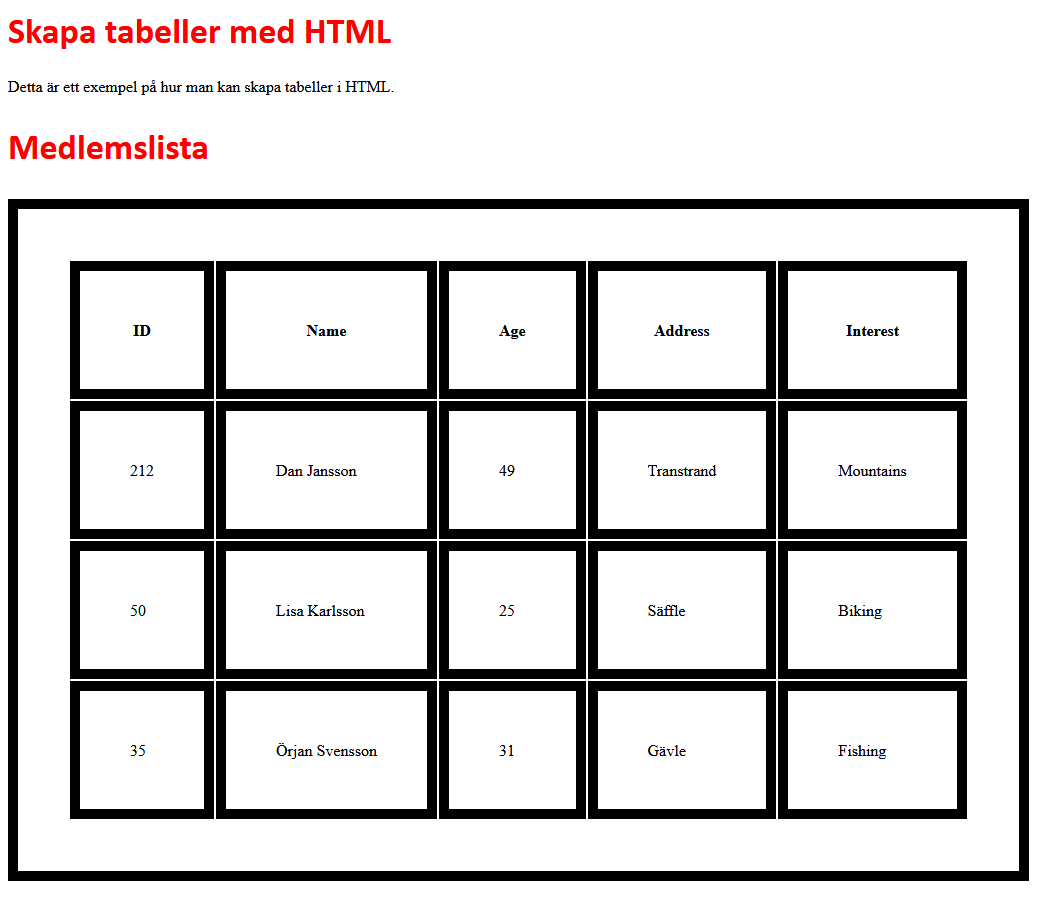 Skapa tabeller med HTML
Detta är ett exempel på hur man kan skapa tabeller i HTML.
Medlemslista
ID Name Age Address Interest
212 Dan Jansson 49 Transtrand Mountains
50 Lisa Karlsson 25 Säffle Biking
35 Örjan Svensson 31 Gävle Fishing